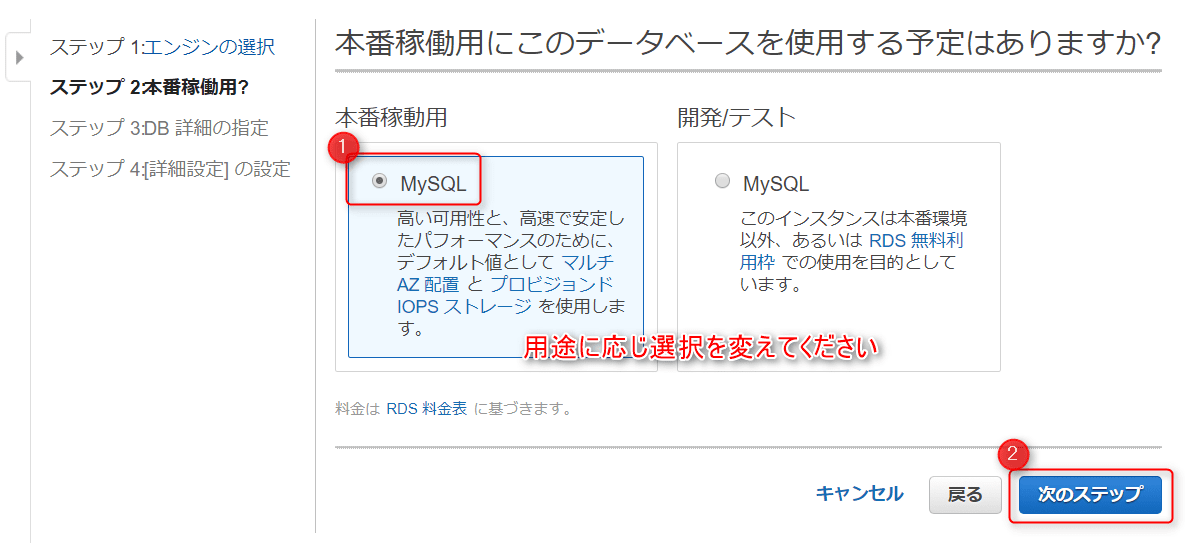 ステップ 1:エンジンの選択
ステップ 2:本番稼働用?
ステップ 3:DB 詳細の指定
ステップ 4:[詳細設定] の設定
本番稼働用にこのデータベースを使用する予定はありますか?
本番稼動用
1
MySQL
高い可用性と、高速で安定し
たパフォーマンスのために、
デフォルト値として マルチ
AZ 配置 と プロビジョンド
IOPS ストレージ を使用しま
す。
開発/テスト
MySQL
このインスタンスは本番環境
以外、あるいは RDS 無料利
用枠 での使用を目的として
います。
用途に応じ選択を変えてください
料金は RDS 料金表 に基づきます。
キャンセル
戻る
2
次のステップ